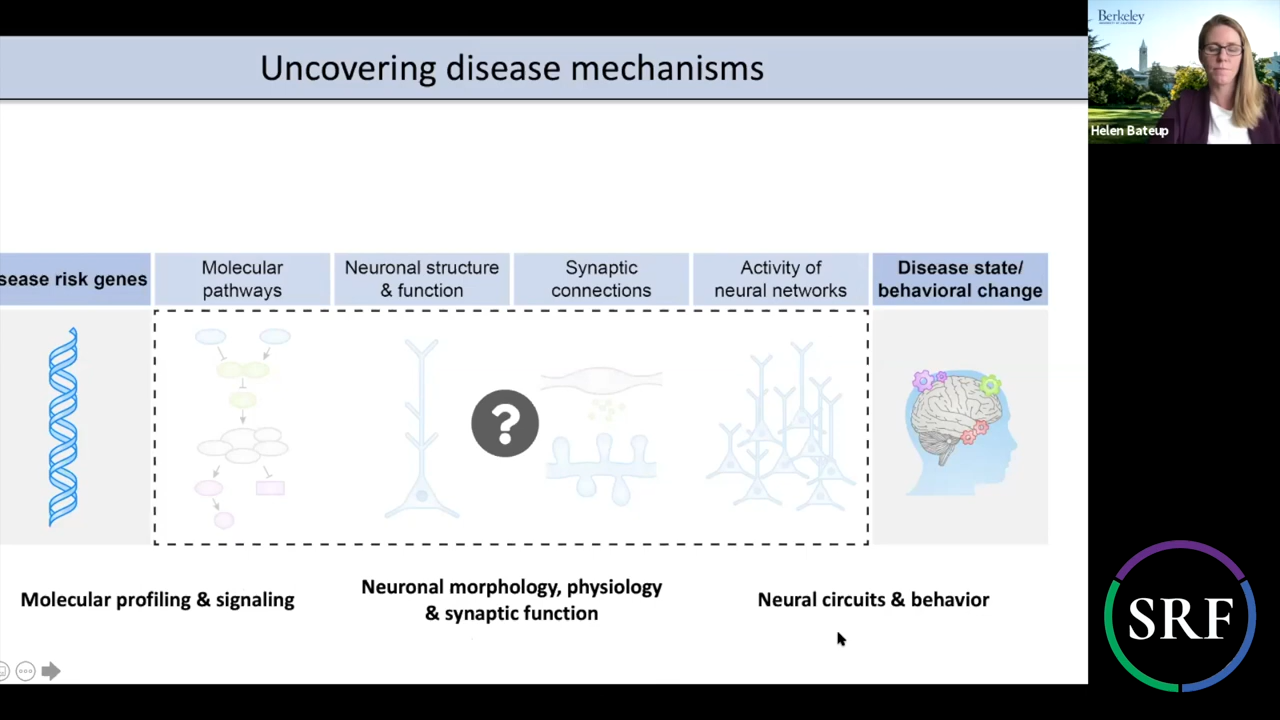 Uncovering disease mechanisms
Berkeley
Helen Bateup
sease risk genes
Molecular
pathways
Neuronal structure
& function
Synaptic
connections
Activity of
neural networks
Disease state/
behavioral change
?
Molecular profiling & signaling
Neuronal morphology, physiology
& synaptic function
Neural circuits & behavior
SRF